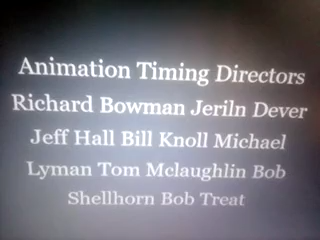 Animation Timing Directors
Richard Bowman Jeriln Dever
Jeff Hall Bill Knoll Michael
Lyman Tom Mclaughlin Bob
Shellhorn Bob Treat